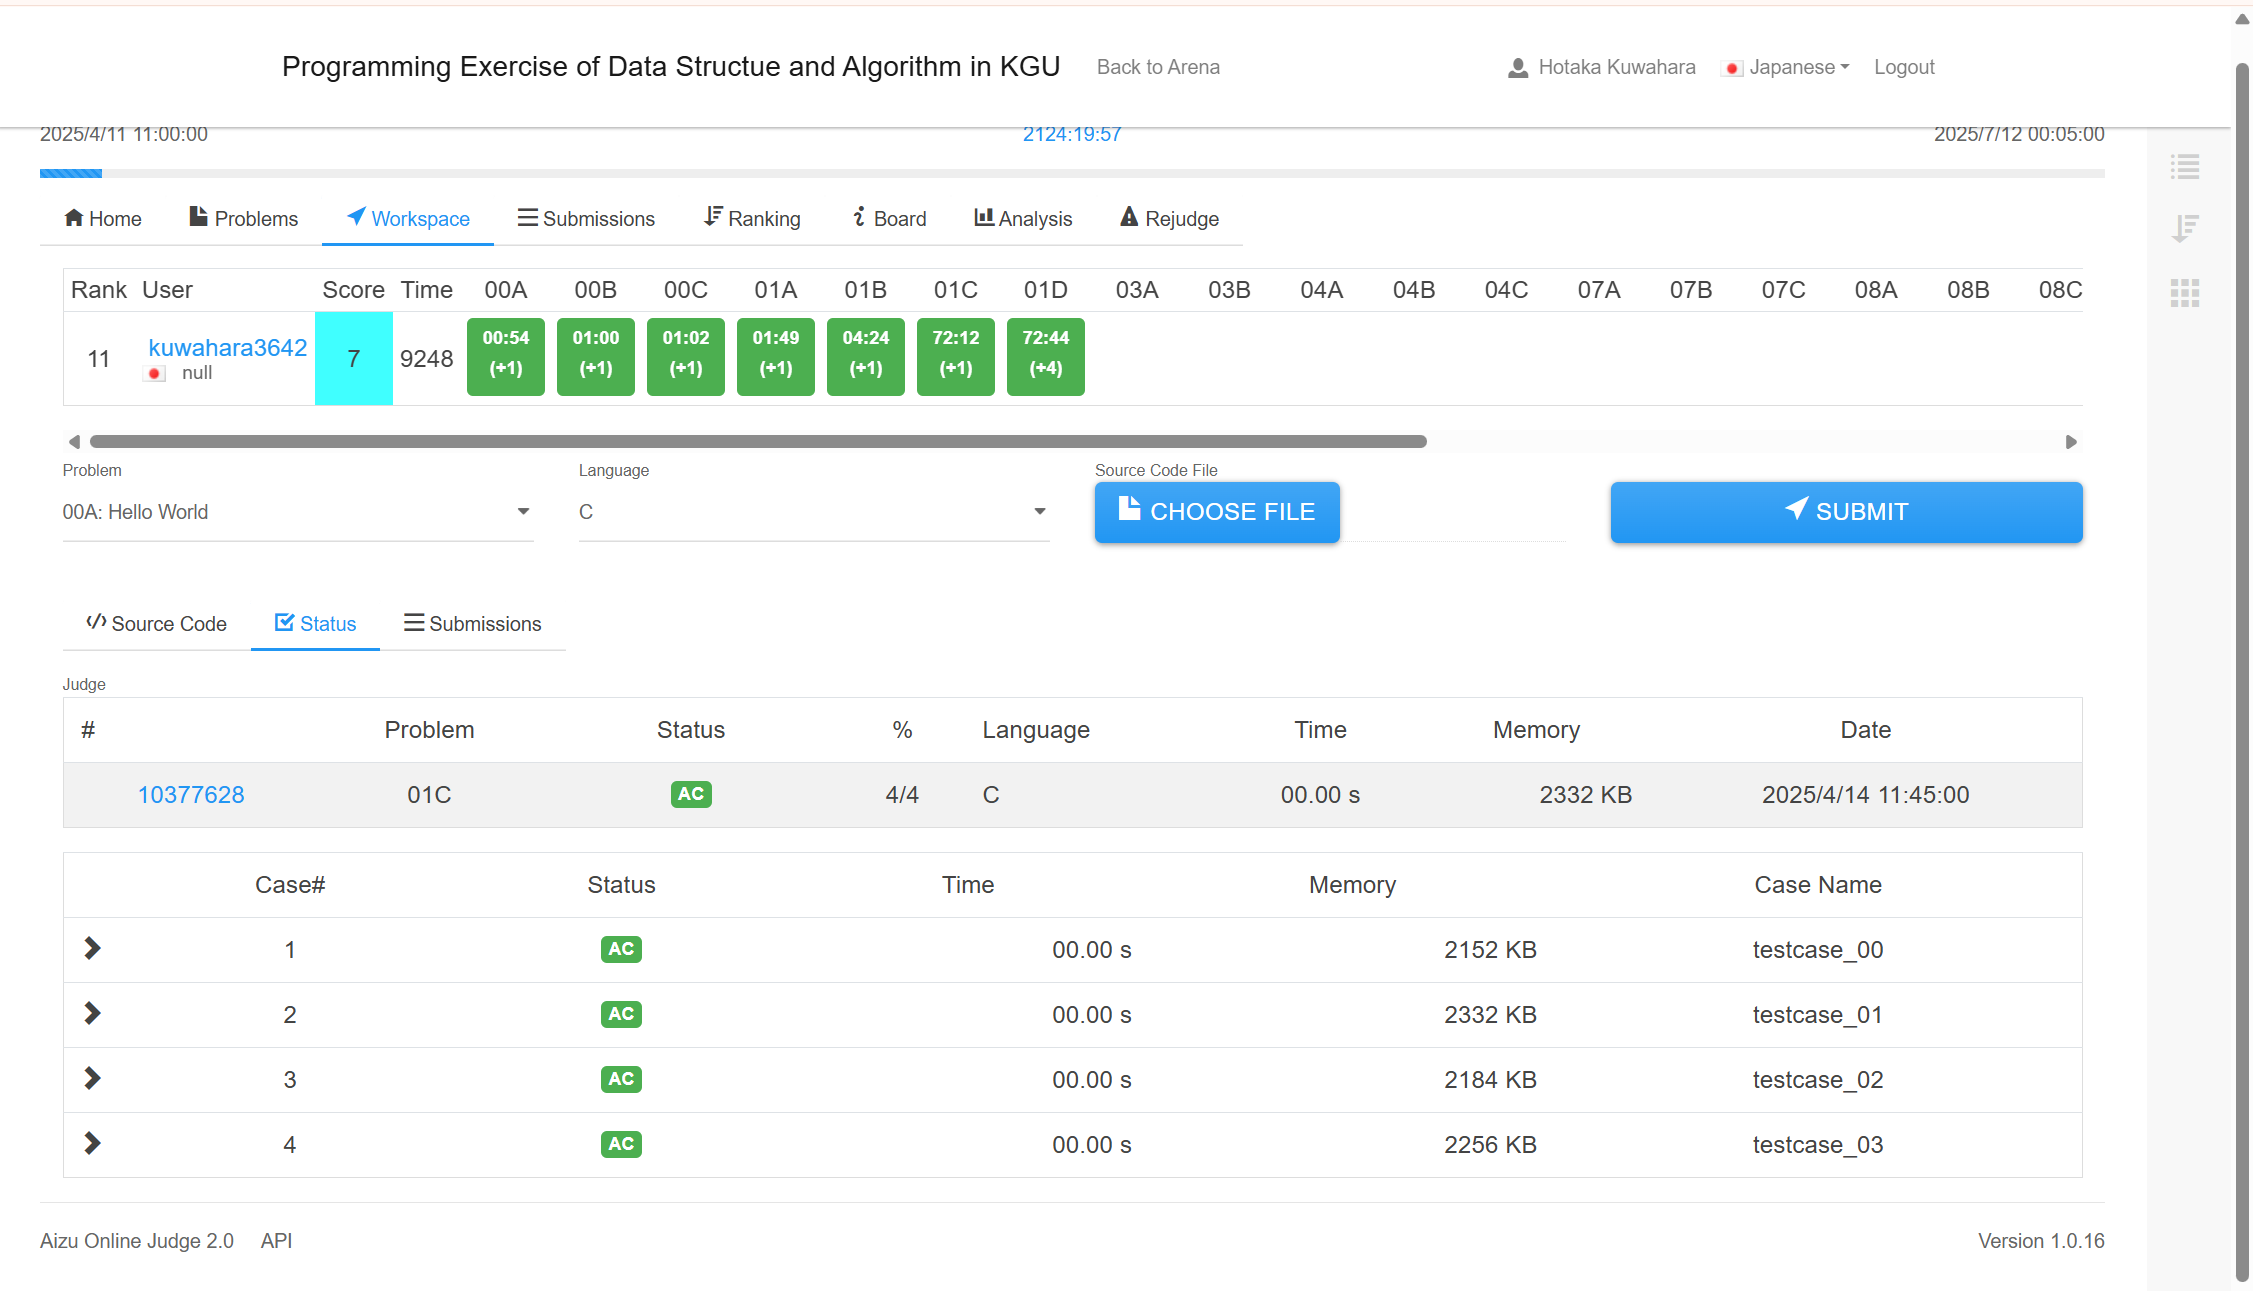 Programming Exercise of Data Structue and Algorithm in KGU Back to Arena Hotaka Kuwahara Japanese Logout
2025/4/11 11:00:00 2124:19:57 2025/7/12 00:05:00
Home Problems Workspace Submissions Ranking Board Analysis Rejudge
Rank User Score Time 00A 00B 00C 01A 01B 01C 01D 03A 03B 04A 04B 04C 07A 07B 07C 08A 08B 08C
11 kuwahara3642 null 7 9248 00:54 (+1) 01:00 (+1) 01:02 (+1) 01:49 (+1) 04:24 (+1) 72:12 (+1) 72:44 (+4)
Problem Language Source Code File
00A: Hello World C CHOOSE FILE SUBMIT
Source Code Status Submissions
Judge
# Problem Status % Language Time Memory Date
10377628 01C AC 4/4 C 00.00 s 2332 KB 2025/4/14 11:45:00
Case# Status Time Memory Case Name
1 AC 00.00 s 2152 KB testcase_00
2 AC 00.00 s 2332 KB testcase_01
3 AC 00.00 s 2184 KB testcase_02
4 AC 00.00 s 2256 KB testcase_03
Aizu Online Judge 2.0 API Version 1.0.16